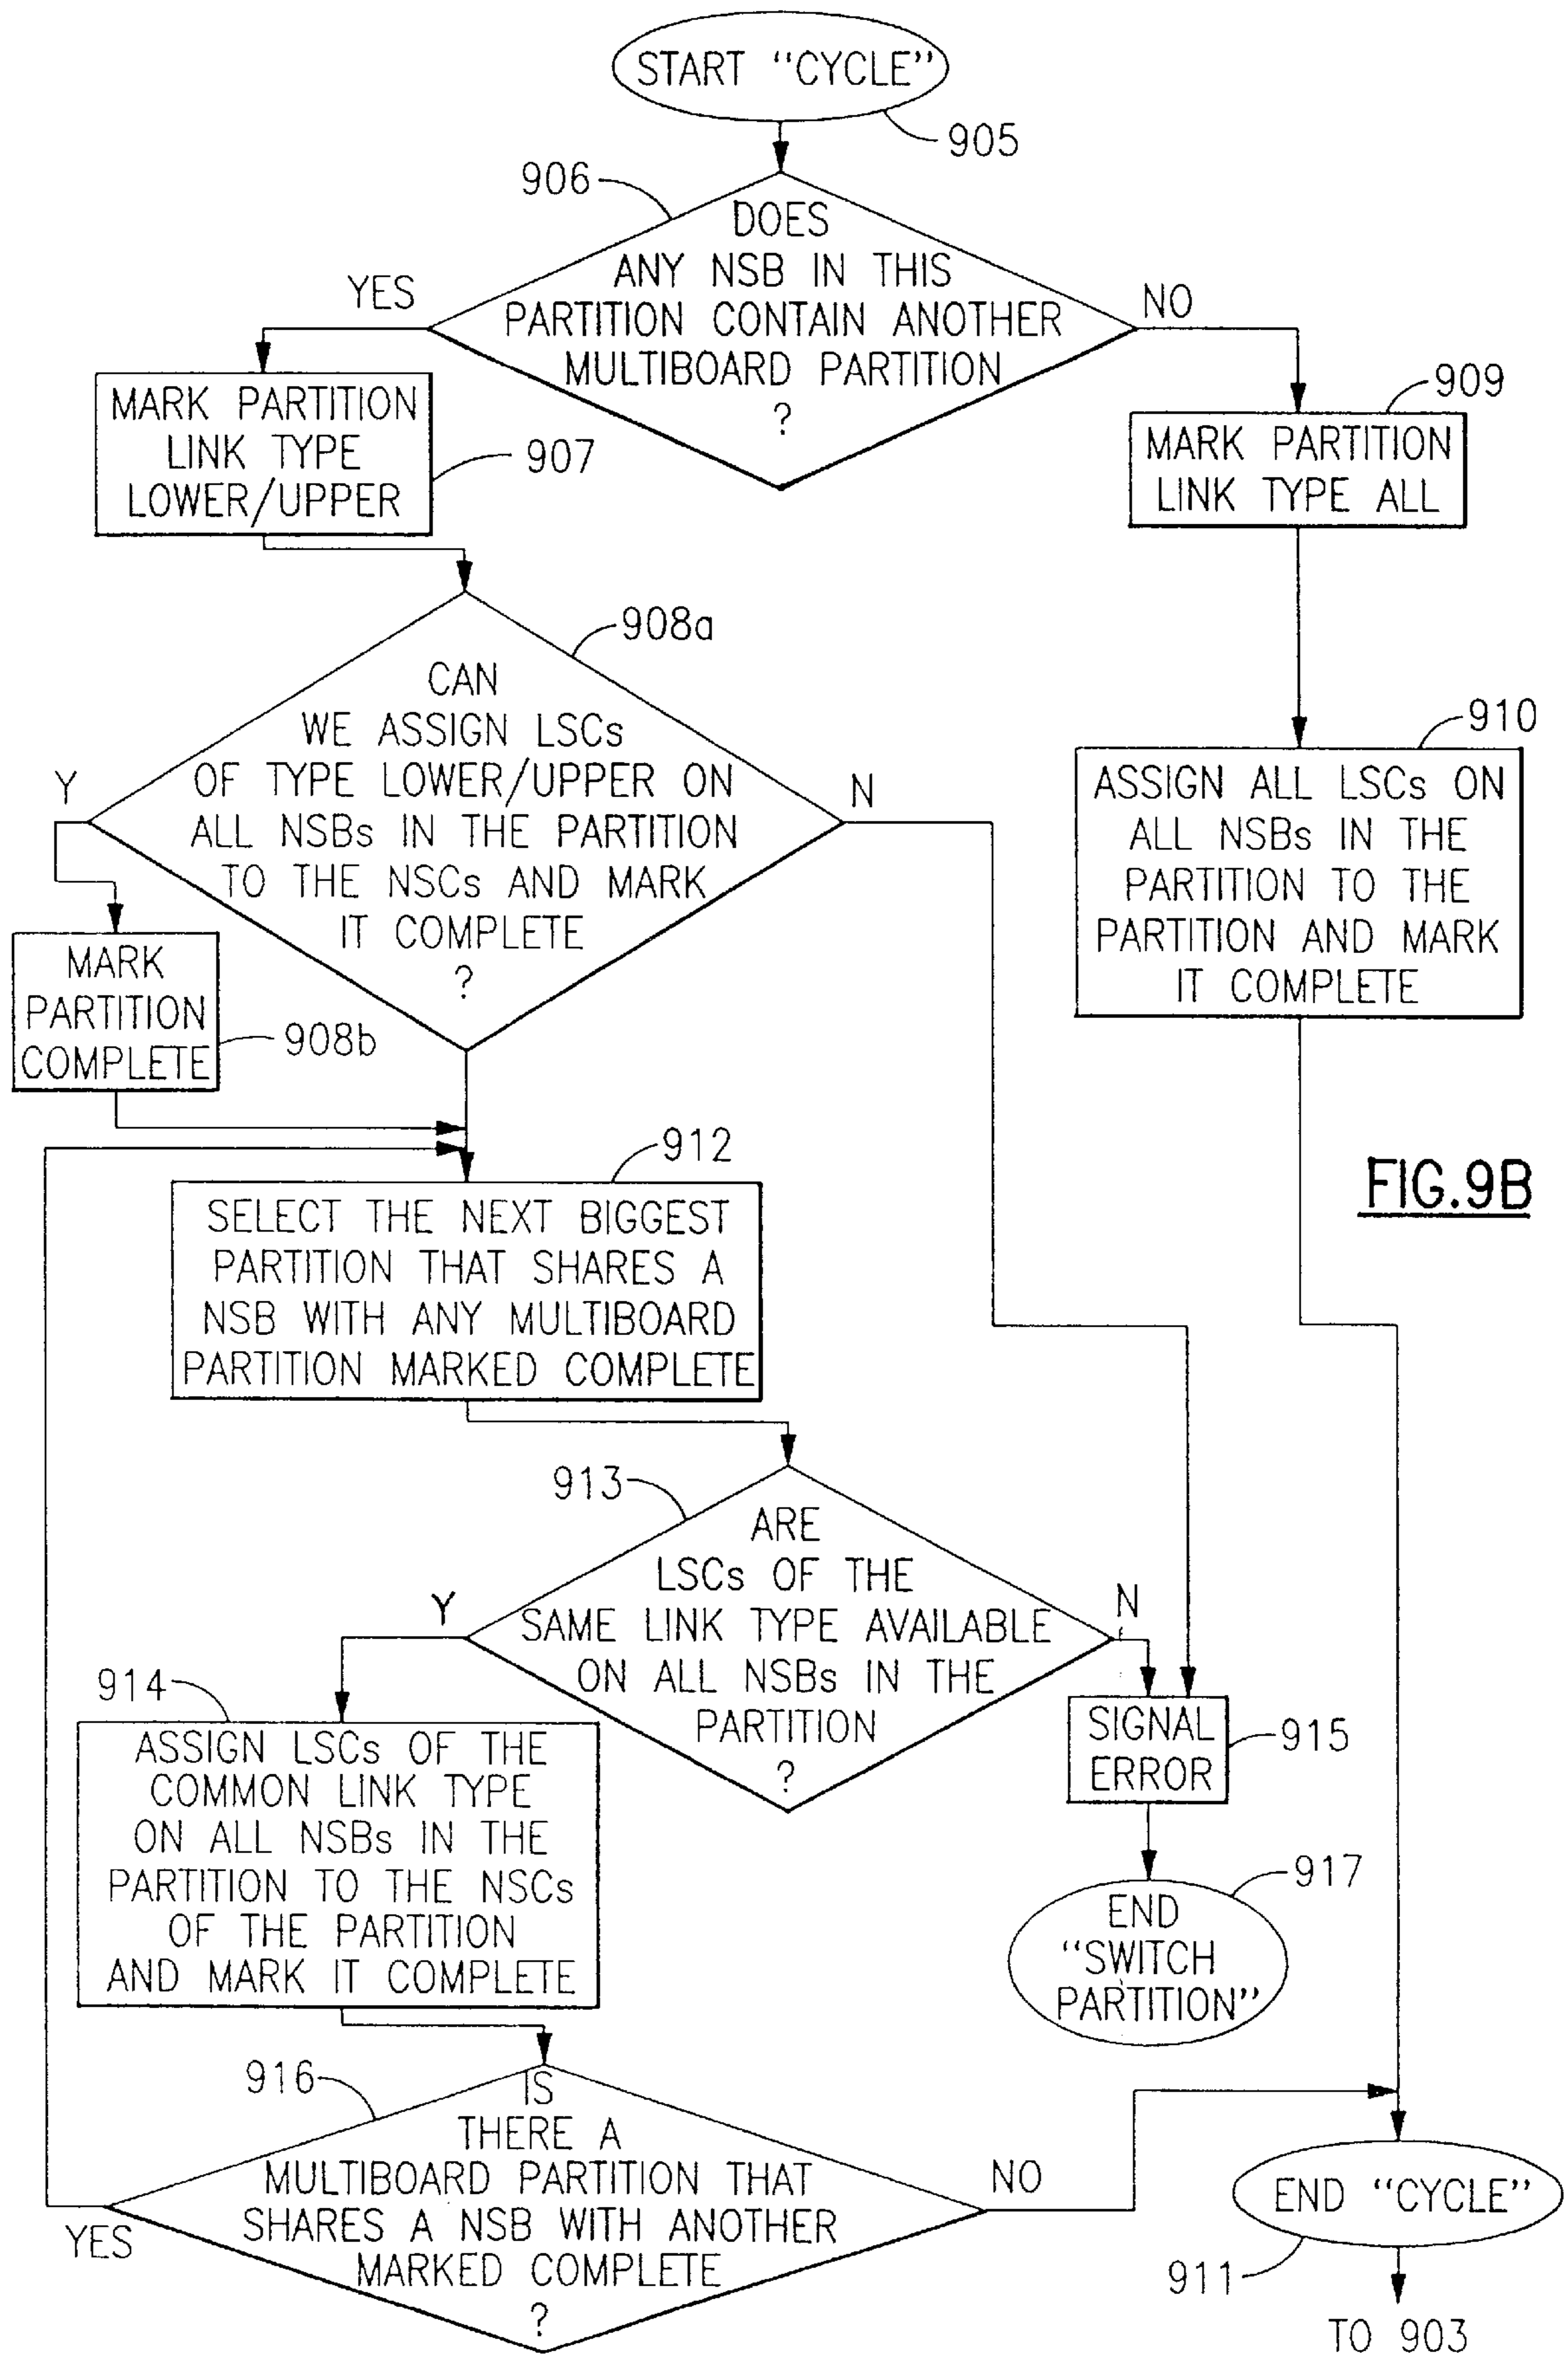 START "CYCLE"
905
906
DOES
ANY NSB IN THIS
PARTITION CONTAIN ANOTHER
MULTIBOARD PARTITION
?
YES
NO
MARK PARTITION
LINK TYPE
LOWER/UPPER
907
909
MARK PARTITION
LINK TYPE ALL
908a
CAN
WE ASSIGN LSCs
OF TYPE LOWER/UPPER ON
ALL NSBs IN THE PARTITION
TO THE NSCs AND MARK
IT COMPLETE
?
Y
N
910
ASSIGN ALL LSCs ON
ALL NSBs IN THE
PARTITION TO THE
PARTITION AND MARK
IT COMPLETE
MARK
PARTITION
COMPLETE
908b
912
SELECT THE NEXT BIGGEST
PARTITION THAT SHARES A
NSB WITH ANY MULTIBOARD
PARTITION MARKED COMPLETE
FIG.9B
913
ARE
LSCs OF THE
SAME LINK TYPE AVAILABLE
ON ALL NSBs IN THE
PARTITION
?
Y
N
914
ASSIGN LSCs OF THE
COMMON LINK TYPE
ON ALL NSBs IN THE
PARTITION TO THE NSCs
OF THE PARTITION
AND MARK IT COMPLETE
SIGNAL
ERROR
915
917
END
"SWITCH
PARTITION"
916
IS
THERE A
MULTIBOARD PARTITION THAT
SHARES A NSB WITH ANOTHER
MARKED COMPLETE
?
YES
NO
END "CYCLE"
911
TO 903